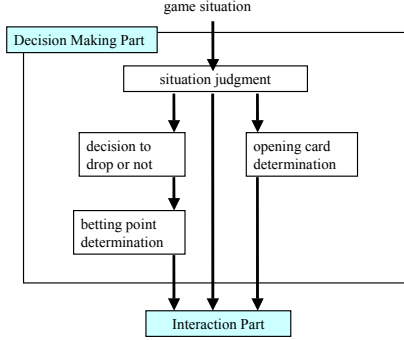 game situation
Decision Making Part
situation judgment
decision to
drop or not
opening card
determination
betting point
determination
Interaction Part